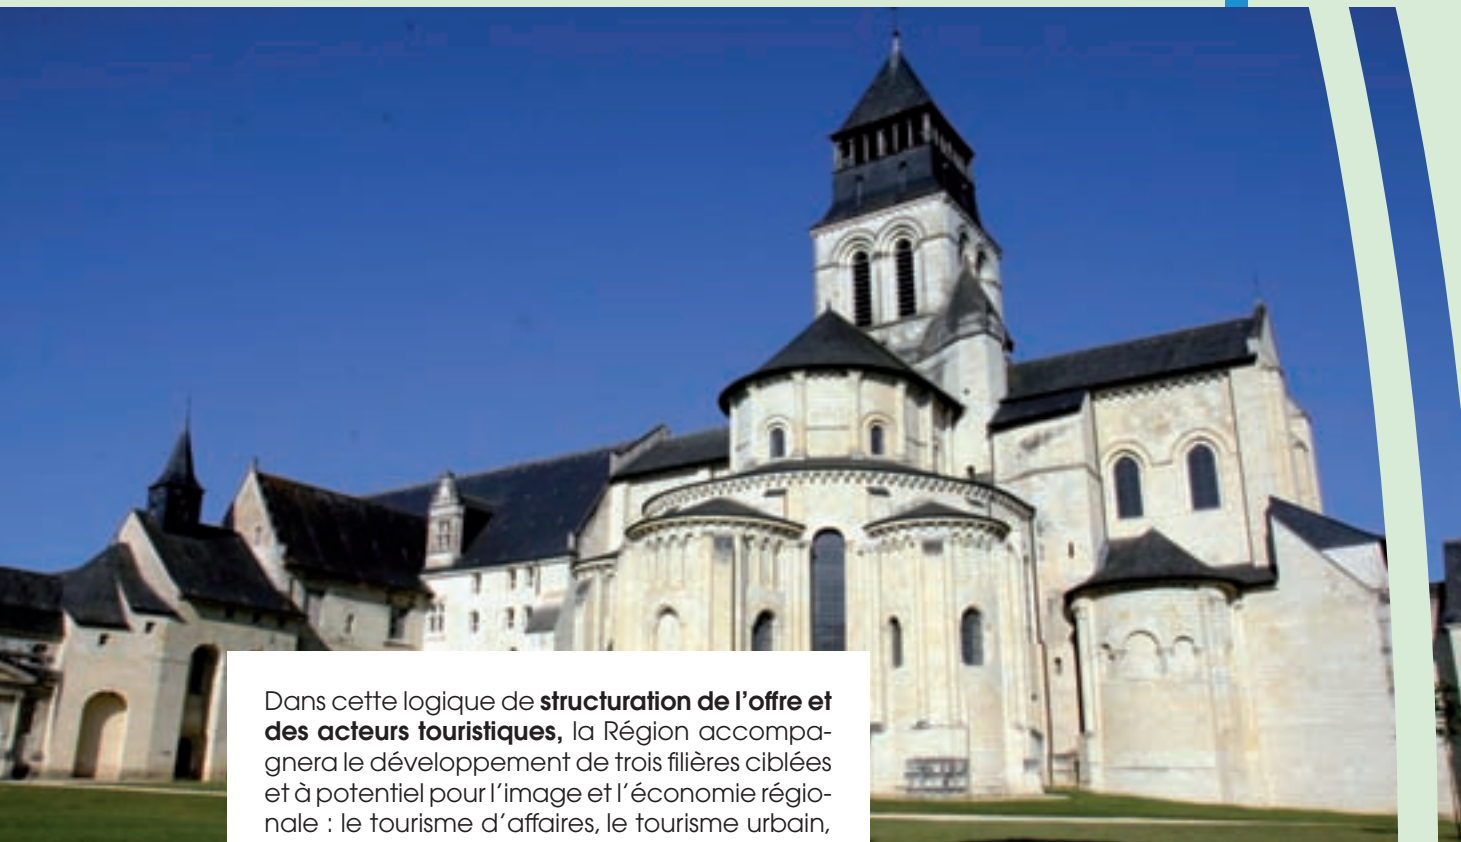 Dans cette logique de structuration de l’offre et
des acteurs touristiques, la Région accompa-
gnera le développement de trois filières ciblées
et à potentiel pour l’image et l’économie régio-
nale : le tourisme d’affaires, le tourisme urbain,